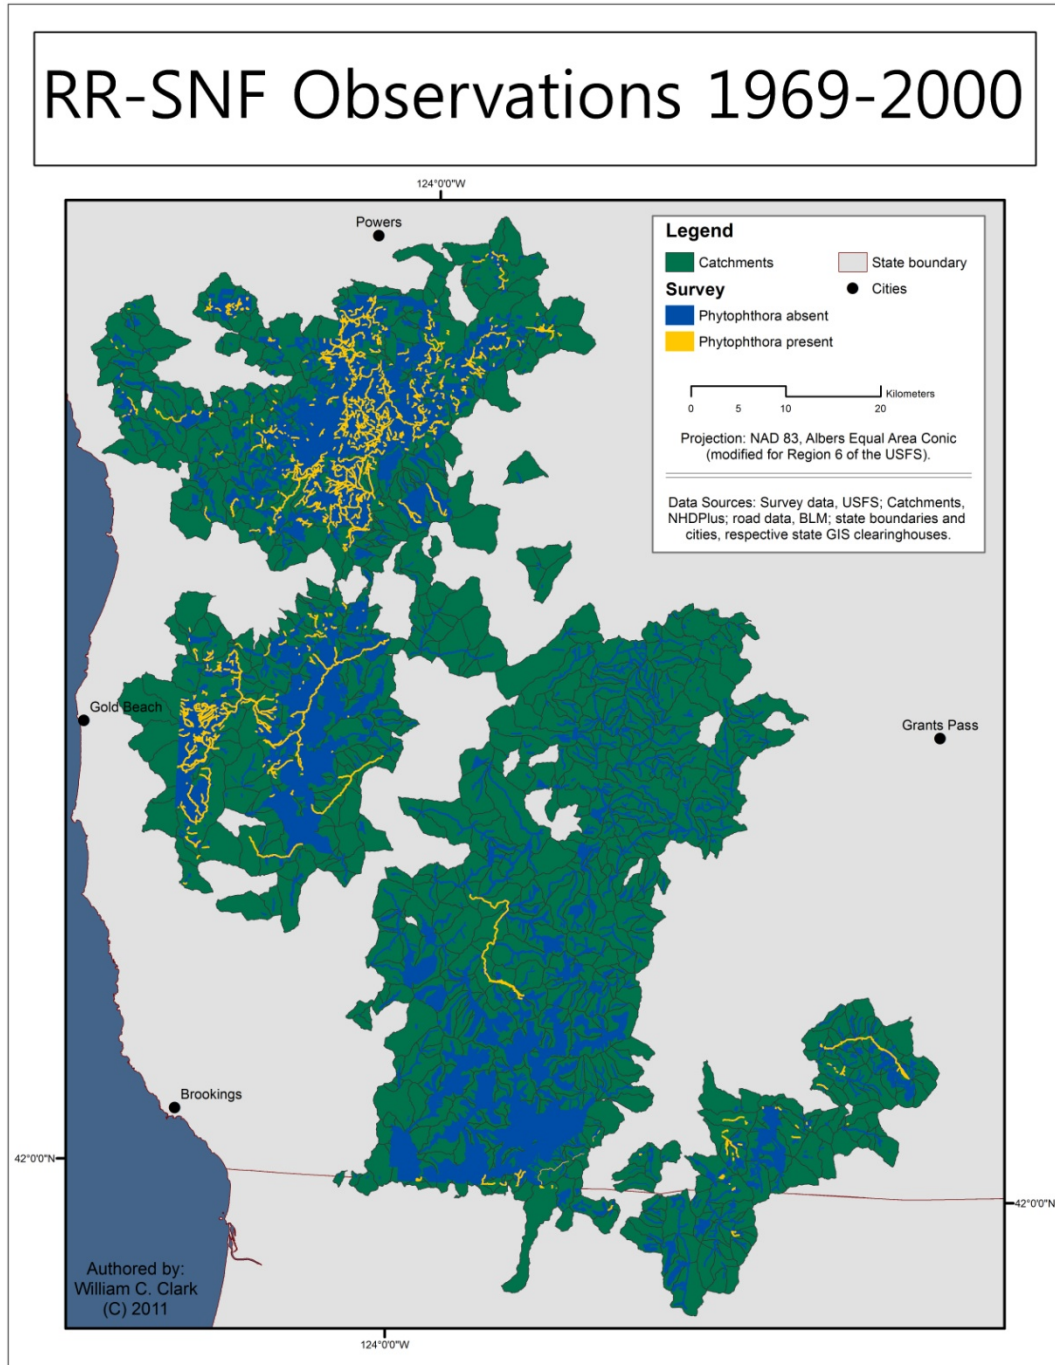 RR-SNF Observations 1969-2000
124°0'0"W
Powers
Legend
Catchments
State boundary
Survey
Cities
Phytophthora absent
Phytophthora present
Kilometers
0 5 10 20
Projection: NAD 83, Albers Equal Area Conic
(modified for Region 6 of the USFS).
Data Sources: Survey data, USFS; Catchments,
NHDPlus; road data, BLM; state boundaries and
cities, respective state GIS clearinghouses.
Gold Beach
Grants Pass
Brookings
42°0'0"N
42°0'0"N
Authored by:
William C. Clark
(C) 2011
124°0'0"W